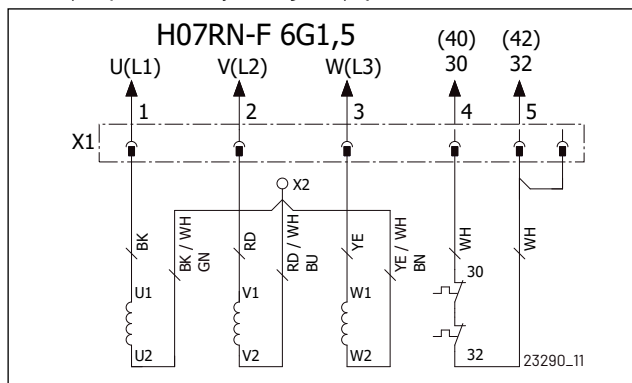 H07RN-F 6G1,5
(40) (42)
U(L1) V(L2) W(L3) 30 32
1 2 3 4 5
X1
X2
BK
BK / WH
GN
RD
RD / WH
BU
YE
YE / WH
BN
WH
WH
30
U1 V1 W1
U2 V2 W2 32
23290_11